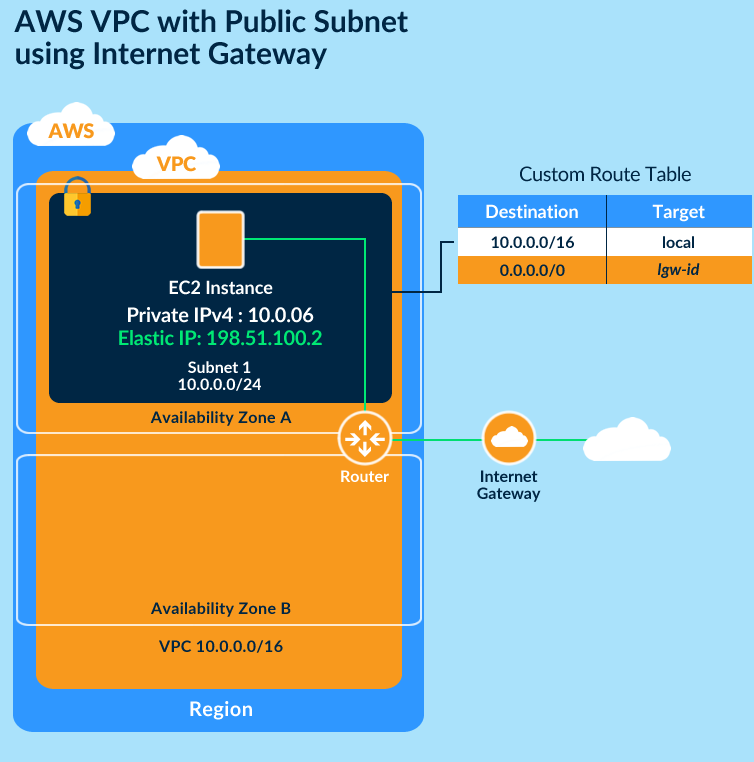 AWS VPC with Public Subnet
using Internet Gateway
AWS
VPC
Custom Route Table
Destination Target
10.0.0.0/16 local
0.0.0.0/0 lgw-id
EC2 Instance
Private IPv4 : 10.0.06
Elastic IP: 198.51.100.2
Subnet 1
10.0.0.0/24
Availability Zone A
Router
Internet
Gateway
Availability Zone B
VPC 10.0.0.0/16
Region